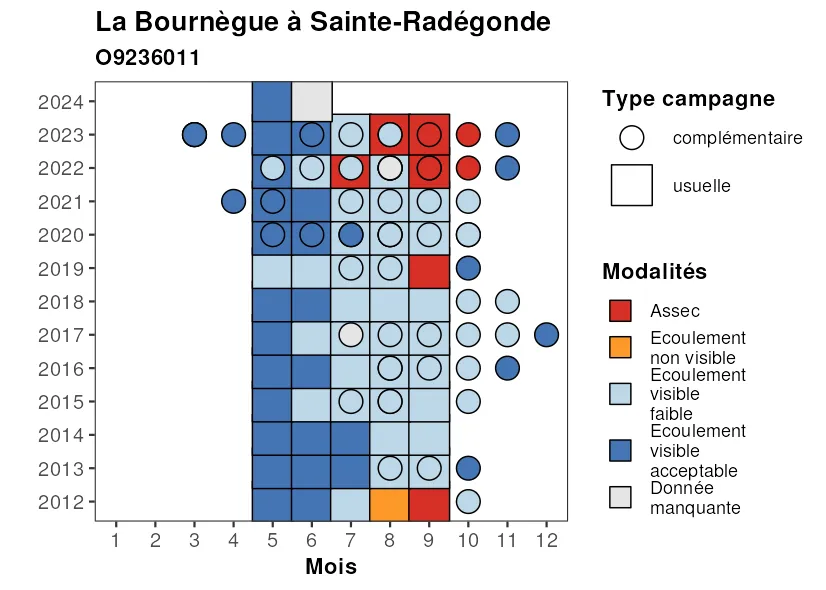 La Bournègue à Sainte-Radégonde
O9236011
2024
2023
2022
2021
2020
2019
2018
2017
2016
2015
2014
2013
2012
1 2 3 4 5 6 7 8 9 10 11 12
Mois
Type campagne
complémentaire
usuelle
Modalités
Assec
Ecoulement
non visible
Ecoulement
visible
faible
Ecoulement
visible
acceptable
Donnée
manquante